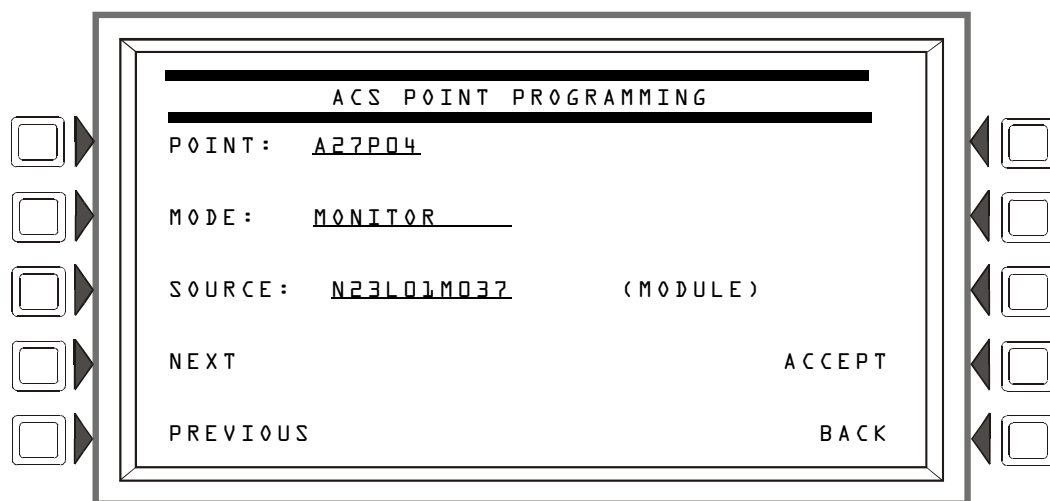 ACS POINT PROGRAMMING
POINT: A27P04
MODE: MONITOR
SOURCE: N23L01M037 (MODULE)
NEXT ACCEPT
PREVIOUS BACK